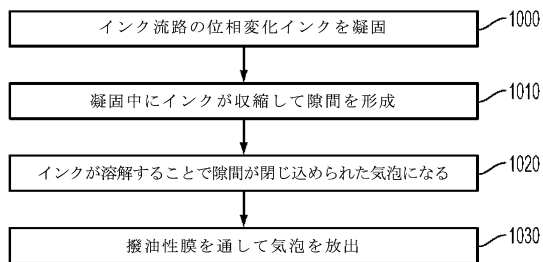 インク流路の位相変化インクを凝固
1000
凝固中にインクが収縮して隙間を形成
1010
インクが溶解することで隙間が閉じ込められた気泡になる
1020
撥油性膜を通して気泡を放出
1030